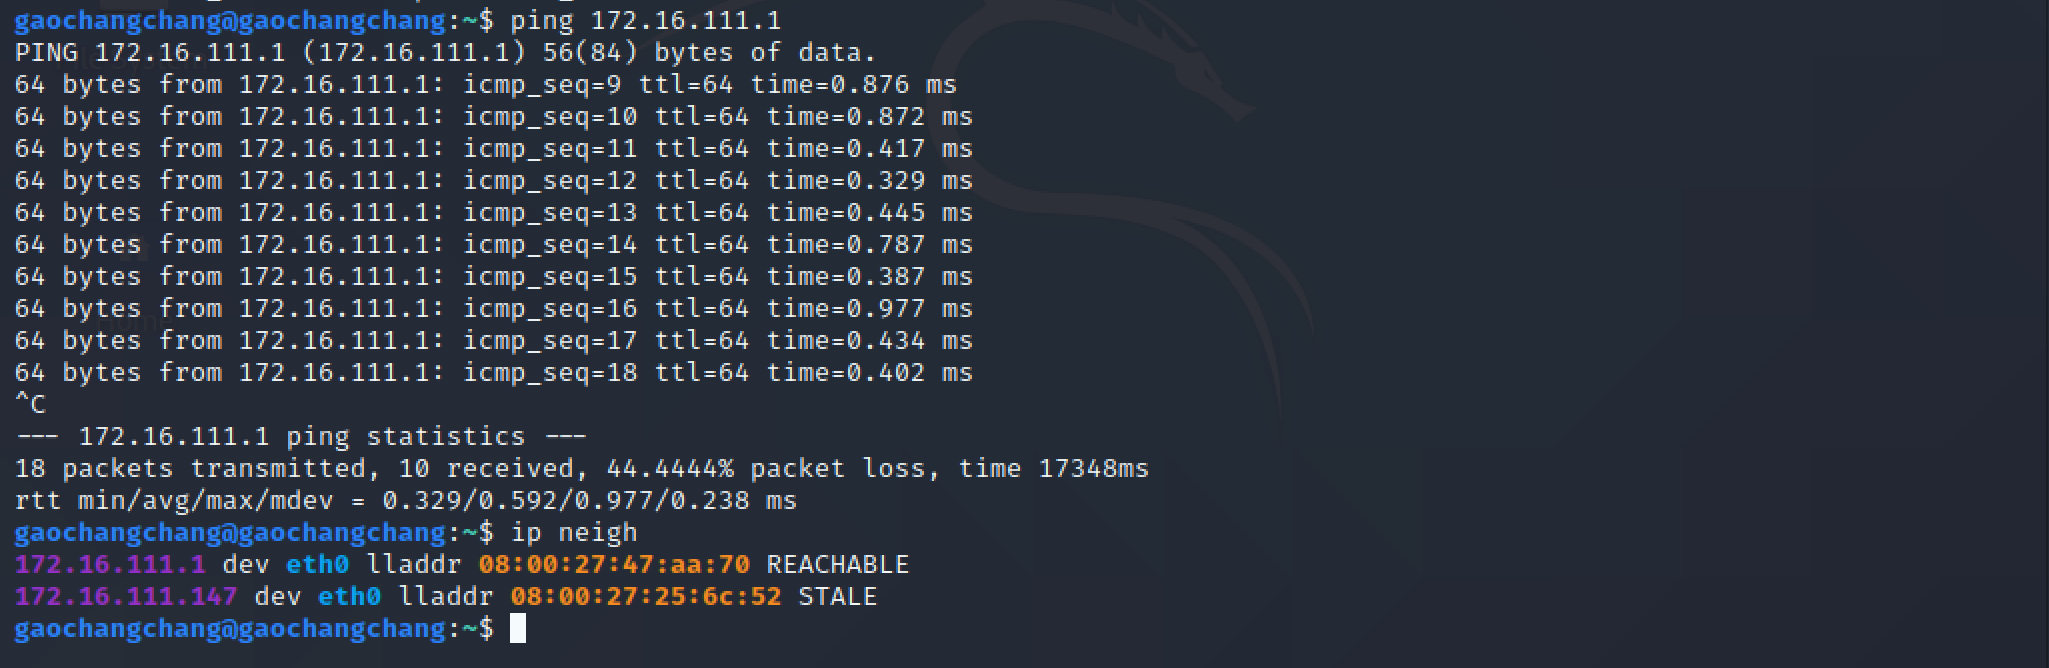 gaochangchang@gaochangchang:~$ ping 172.16.111.1
PING 172.16.111.1 (172.16.111.1) 56(84) bytes of data.
64 bytes from 172.16.111.1: icmp_seq=9 ttl=64 time=0.876 ms
64 bytes from 172.16.111.1: icmp_seq=10 ttl=64 time=0.872 ms
64 bytes from 172.16.111.1: icmp_seq=11 ttl=64 time=0.417 ms
64 bytes from 172.16.111.1: icmp_seq=12 ttl=64 time=0.329 ms
64 bytes from 172.16.111.1: icmp_seq=13 ttl=64 time=0.445 ms
64 bytes from 172.16.111.1: icmp_seq=14 ttl=64 time=0.787 ms
64 bytes from 172.16.111.1: icmp_seq=15 ttl=64 time=0.387 ms
64 bytes from 172.16.111.1: icmp_seq=16 ttl=64 time=0.977 ms
64 bytes from 172.16.111.1: icmp_seq=17 ttl=64 time=0.434 ms
64 bytes from 172.16.111.1: icmp_seq=18 ttl=64 time=0.402 ms
^C
--- 172.16.111.1 ping statistics ---
18 packets transmitted, 10 received, 44.4444% packet loss, time 17348ms
rtt min/avg/max/mdev = 0.329/0.592/0.977/0.238 ms
gaochangchang@gaochangchang:~$ ip neigh
172.16.111.1 dev eth0 lladdr 08:00:27:47:aa:70 REACHABLE
172.16.111.147 dev eth0 lladdr 08:00:27:25:6c:52 STALE
gaochangchang@gaochangchang:~$